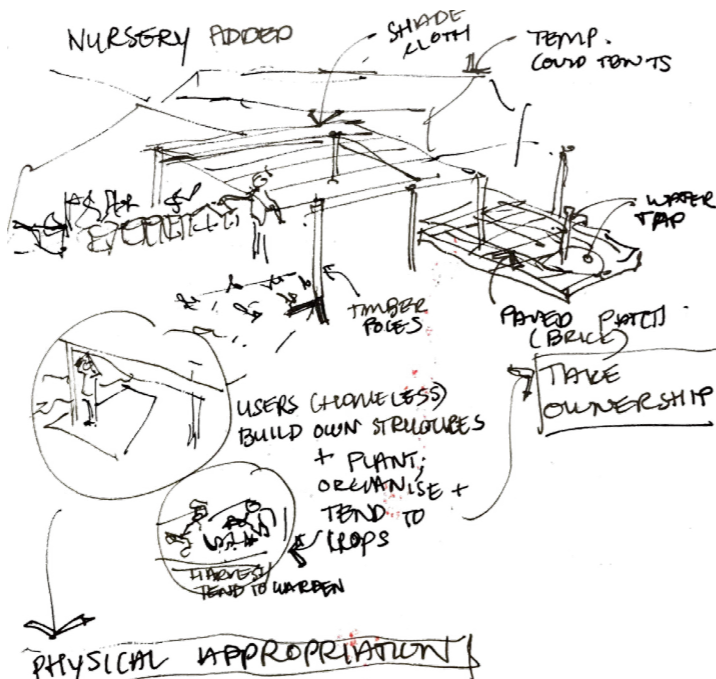 NURSERY ADDED
SHADE
CLOTH
TEMP.
COULD TENTS
WATER
TAP
TIMBER
POLES
PAVED PATCH
(BRICK)
TAKE
OWNERSHIP
USERS (HOMELESS)
BUILD OWN STRUCTURES
+ PLANT,
ORGANISE +
TEND TO
CROPS
HARVEST
TEND TO GARDEN
PHYSICAL APPROPRIATION